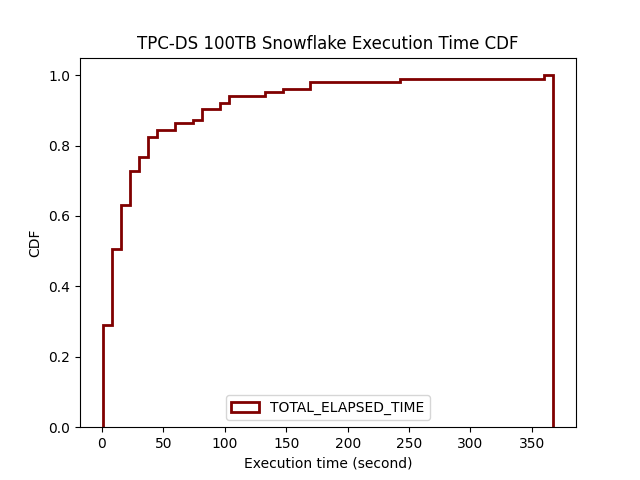 TPC-DS 100TB Snowflake Execution Time CDF
1.0
0.8
0.6
0.4
0.2
0.0
CDF
TOTAL_ELAPSED_TIME
0 50 100 150 200 250 300 350
Execution time (second)